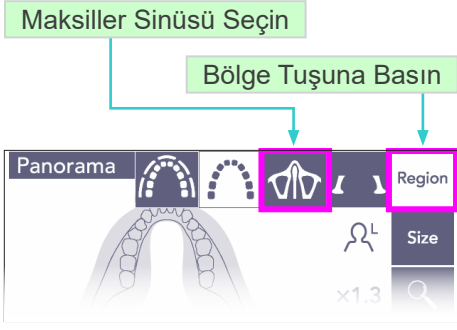 Maksiller Sinüsü Seçin
Bölge Tuşuna Basın
Panorama
Region
L
Size
×1.3